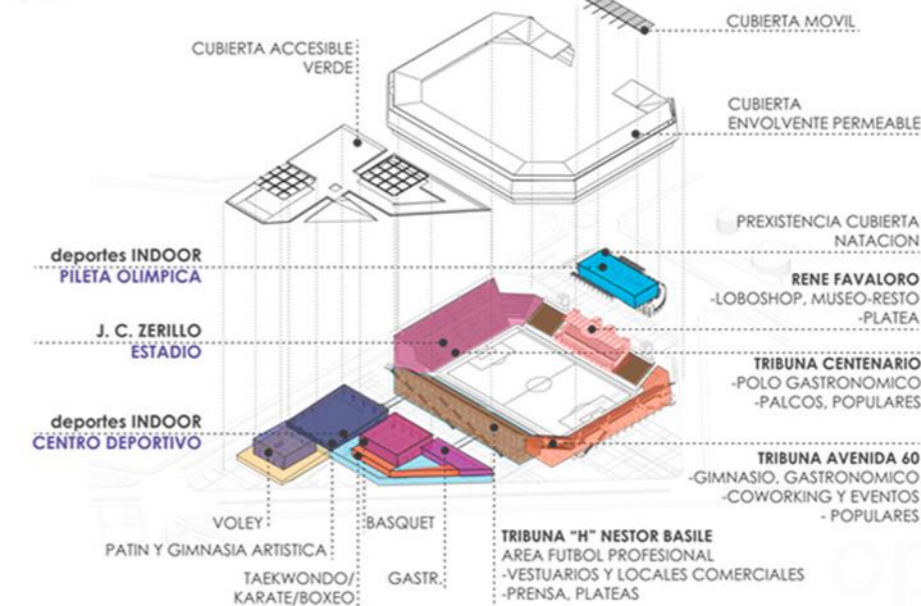 CUBIERTA MOVIL
CUBIERTA ACCESIBLE
VERDE
CUBIERTA
ENVOLVENTE PERMEABLE
PREXISTENCIA CUBIERTA
NATACION
deportes INDOOR
PILETA OLIMPICA
RENE FAVALORO
-LOBOSHOP, MUSEO-RESTO
-PLATEA
J. C. ZERILLO
ESTADIO
TRIBUNA CENTENARIO
-POLO GASTRONOMICO
-PALCOS, POPULARES
deportes INDOOR
CENTRO DEPORTIVO
TRIBUNA AVENIDA 60
-GIMNASIO, GASTRONOMICO
-COWORKING Y EVENTOS
- POPULARES
VOLEY
BASQUET
PATIN Y GIMNASIA ARTISTICA
TAEKWONDO/
KARATE/BOXEO
GASTR.
TRIBUNA "H" NESTOR BASILE
AREA FUTBOL PROFESIONAL
-VESTUARIOS Y LOCALES COMERCIALES
-PRENSA, PLATEAS